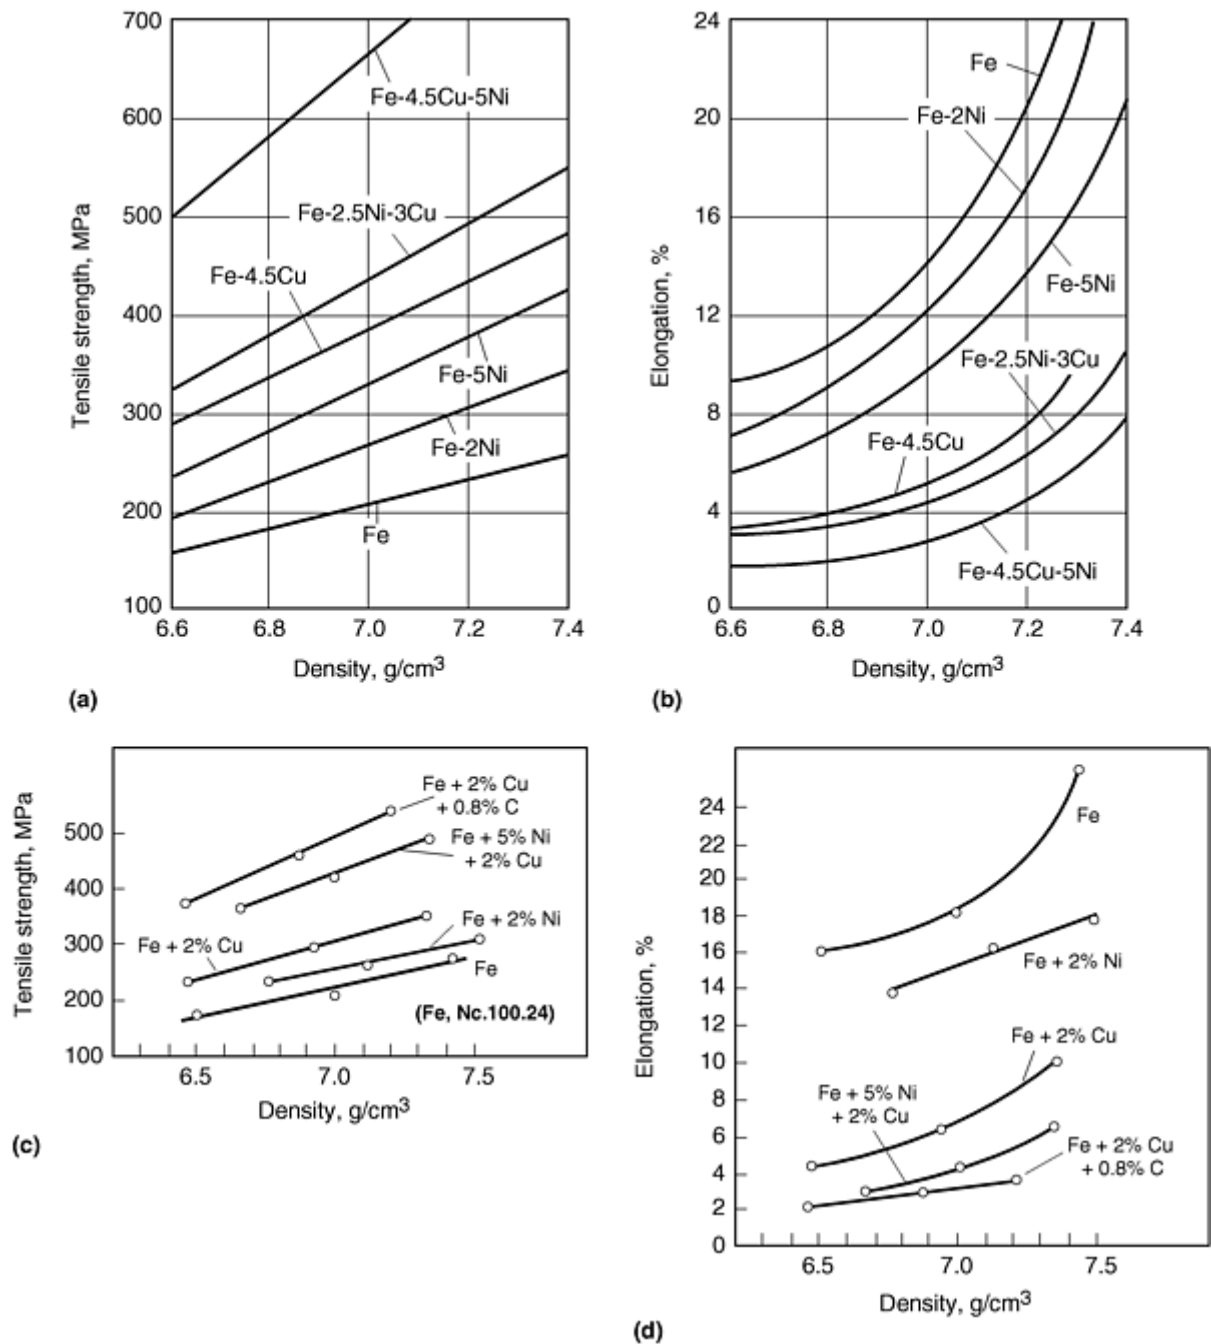 700
600
500
400
300
200
100
Tensile strength, MPa
Fe-4.5Cu-5Ni
Fe-2.5Ni-3Cu
Fe-4.5Cu
Fe-5Ni
Fe-2Ni
Fe
6.6 6.8 7.0 7.2 7.4
Density, g/cm³
(a)
24
20
16
12
8
4
0
Elongation, %
Fe
Fe-2Ni
Fe-5Ni
Fe-2.5Ni-3Cu
Fe-4.5Cu
Fe-4.5Cu-5Ni
6.6 6.8 7.0 7.2 7.4
Density, g/cm³
(b)
500
400
300
200
100
Tensile strength, MPa
Fe + 2% Cu
+ 0.8% C
Fe + 5% Ni
+ 2% Cu
Fe + 2% Cu
Fe + 2% Ni
Fe
(Fe, Nc.100.24)
6.5 7.0 7.5
Density, g/cm³
(c)
24
22
20
18
16
14
12
10
8
6
4
2
0
Elongation, %
Fe
Fe + 2% Ni
Fe + 2% Cu
Fe + 5% Ni
+ 2% Cu
Fe + 2% Cu
+ 0.8% C
6.5 7.0 7.5
Density, g/cm³
(d)